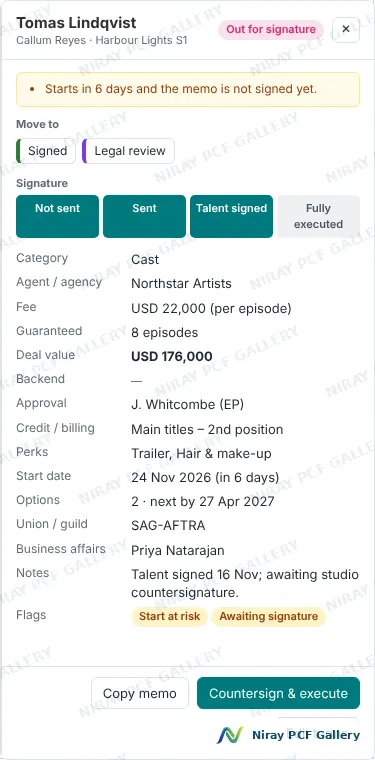 Tomas Lindqvist
Callum Reyes · Harbour Lights S1
Out for signature
×
• Starts in 6 days and the memo is not signed yet.
Move to
Signed
Legal review
Signature
Not sent
Sent
Talent signed
Fully
executed
Category Cast
Agent / agency Northstar Artists
Fee USD 22,000 (per episode)
Guaranteed 8 episodes
Deal value USD 176,000
Backend —
Approval J. Whitcombe (EP)
Credit / billing Main titles – 2nd position
Perks Trailer, Hair & make-up
Start date 24 Nov 2026 (in 6 days)
Options 2 · next by 27 Apr 2027
Union / guild SAG-AFTRA
Business affairs Priya Natarajan
Notes Talent signed 16 Nov; awaiting studio
countersignature.
Flags Start at risk Awaiting signature
Copy memo
Countersign & execute
Niray PCF Gallery
NIRAY PCF GALLERY